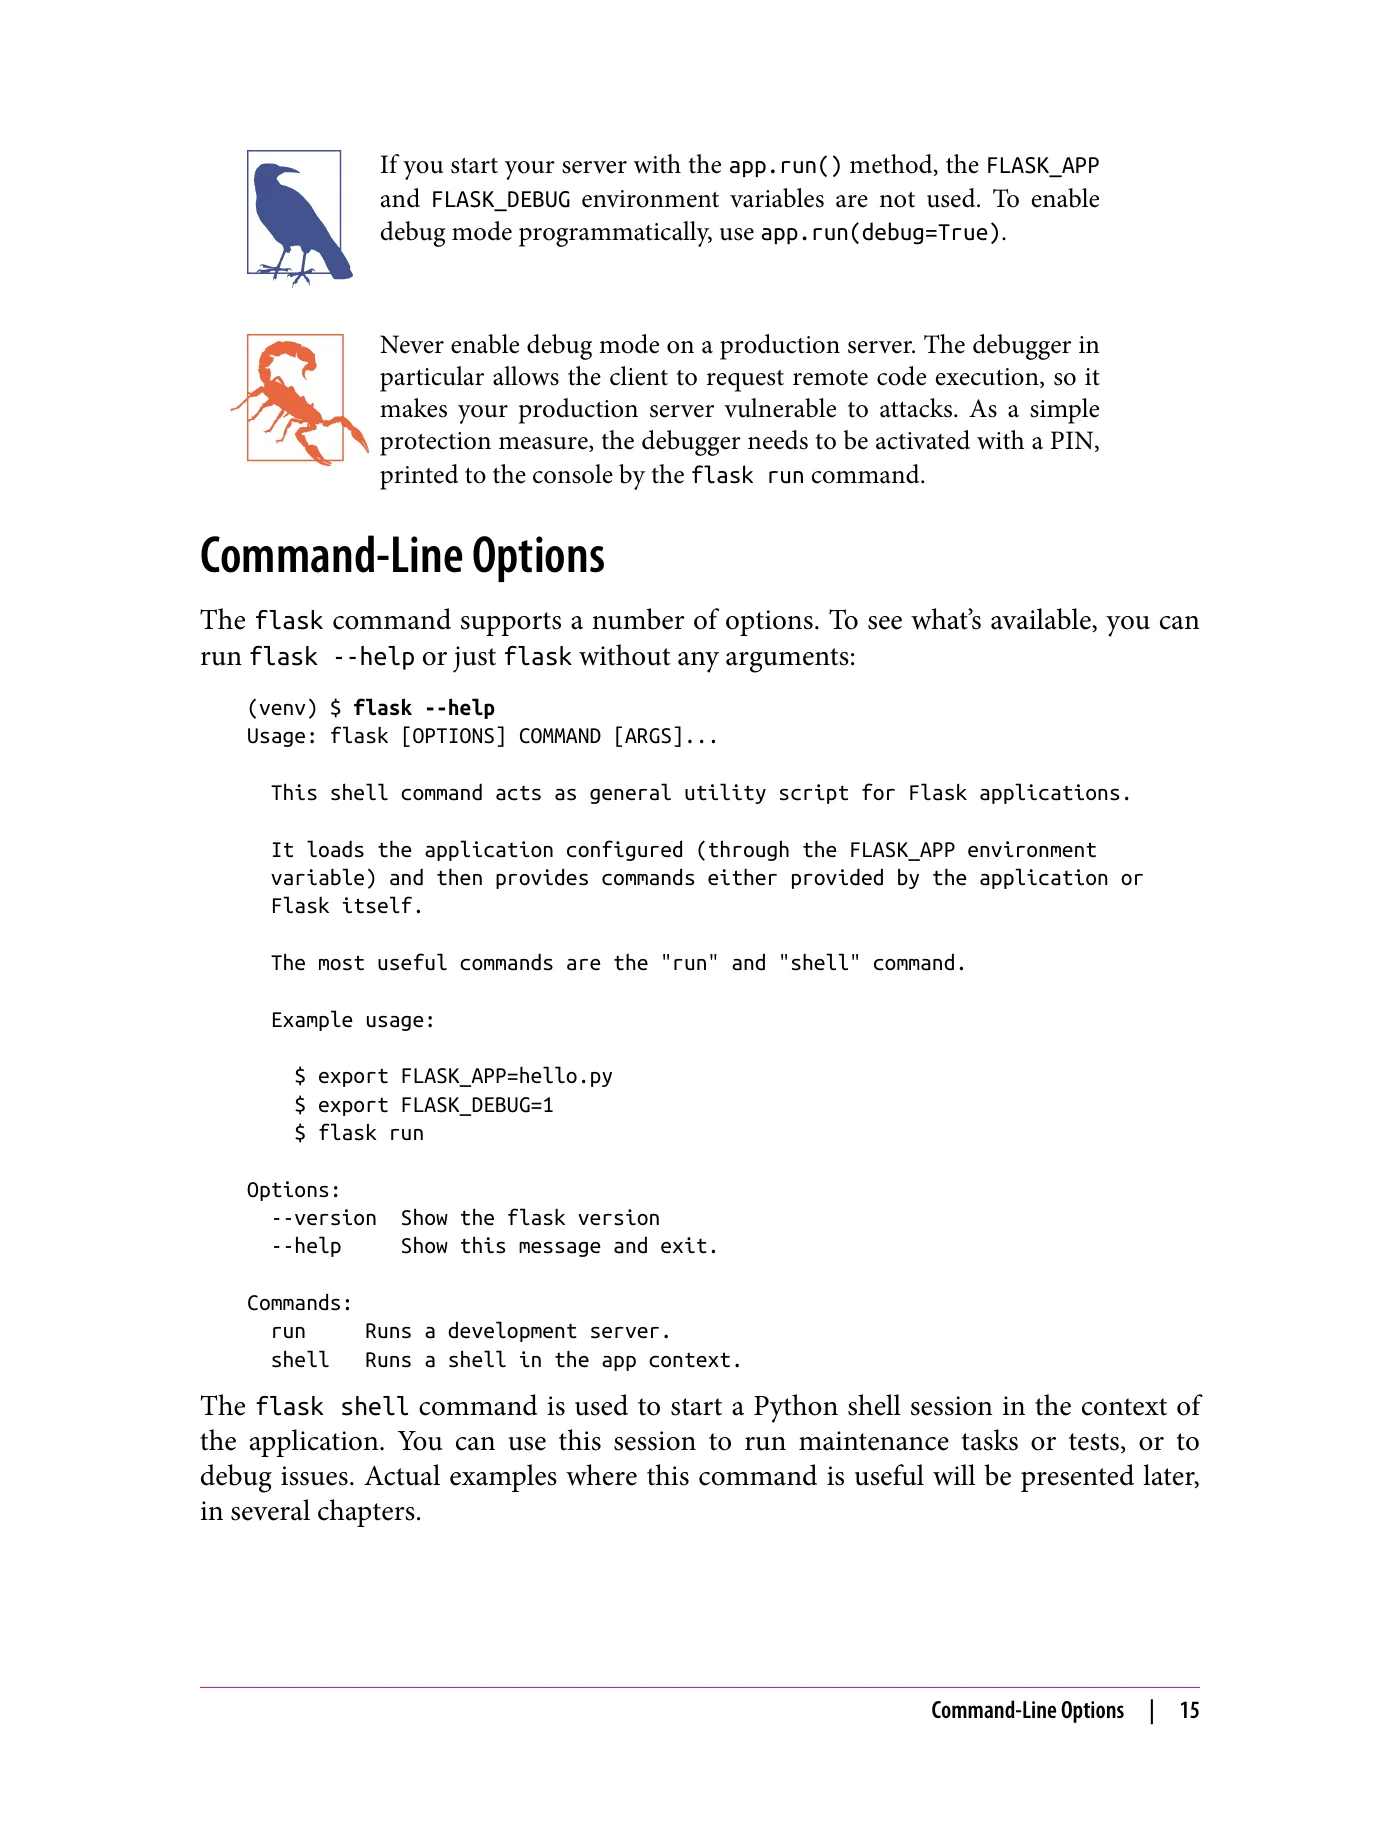 If you start your server with the app.run() method, the FLASK_APP
and FLASK_DEBUG environment variables are not used. To enable
debug mode programmatically, use app.run(debug=True).
Never enable debug mode on a production server. The debugger in
particular allows the client to request remote code execution, so it
makes your production server vulnerable to attacks. As a simple
protection measure, the debugger needs to be activated with a PIN,
printed to the console by the flask run command.
Command-Line Options
The flask command supports a number of options. To see what’s available, you can
run flask --help or just flask without any arguments:
(venv) $ flask --help
Usage: flask [OPTIONS] COMMAND [ARGS]...
This shell command acts as general utility script for Flask applications.
It loads the application configured (through the FLASK_APP environment
variable) and then provides commands either provided by the application or
Flask itself.
The most useful commands are the "run" and "shell" command.
Example usage:
$ export FLASK_APP=hello.py
$ export FLASK_DEBUG=1
$ flask run
Options:
--version  Show the flask version
--help     Show this message and exit.
Commands:
run     Runs a development server.
shell   Runs a shell in the app context.
The flask shell command is used to start a Python shell session in the context of
the application. You can use this session to run maintenance tasks or tests, or to
debug issues. Actual examples where this command is useful will be presented later,
in several chapters.
Command-Line Options | 15